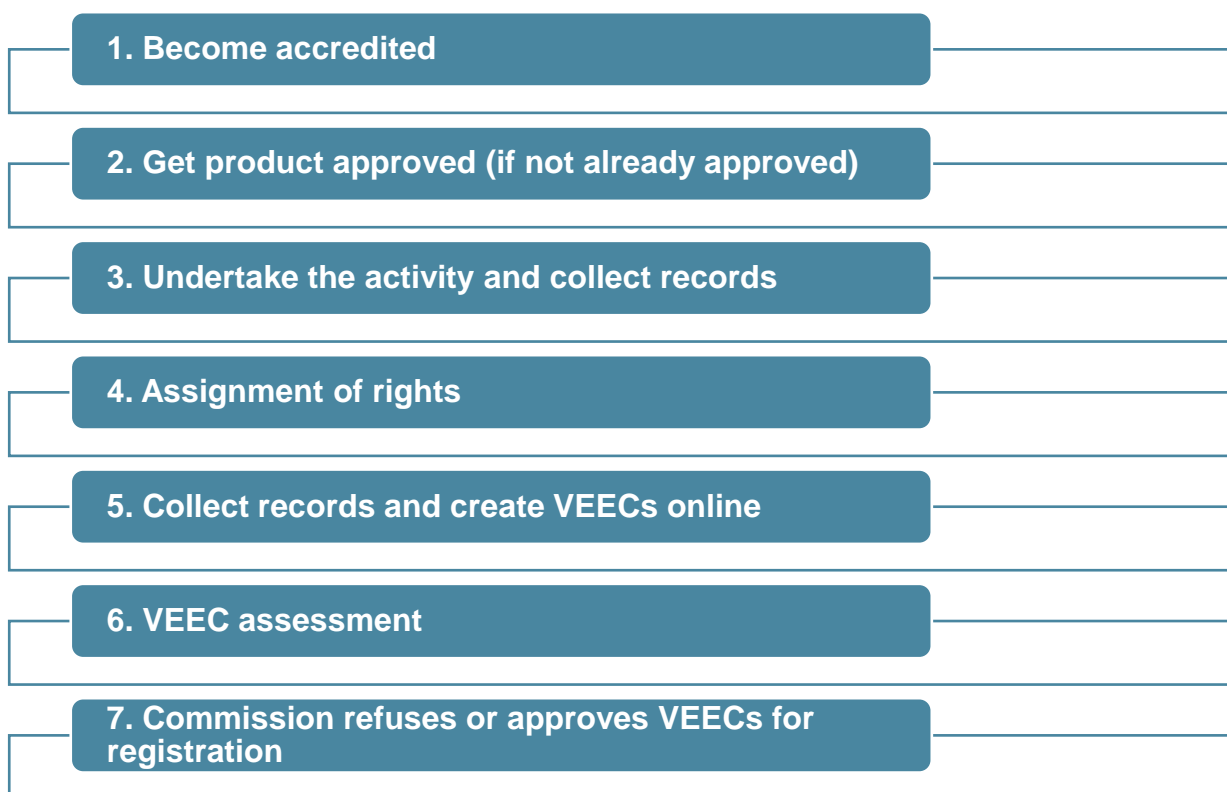 1. Become accredited
2. Get product approved (if not already approved)
3. Undertake the activity and collect records
4. Assignment of rights
5. Collect records and create VEECs online
6. VEEC assessment
7. Commission refuses or approves VEECs for
registration